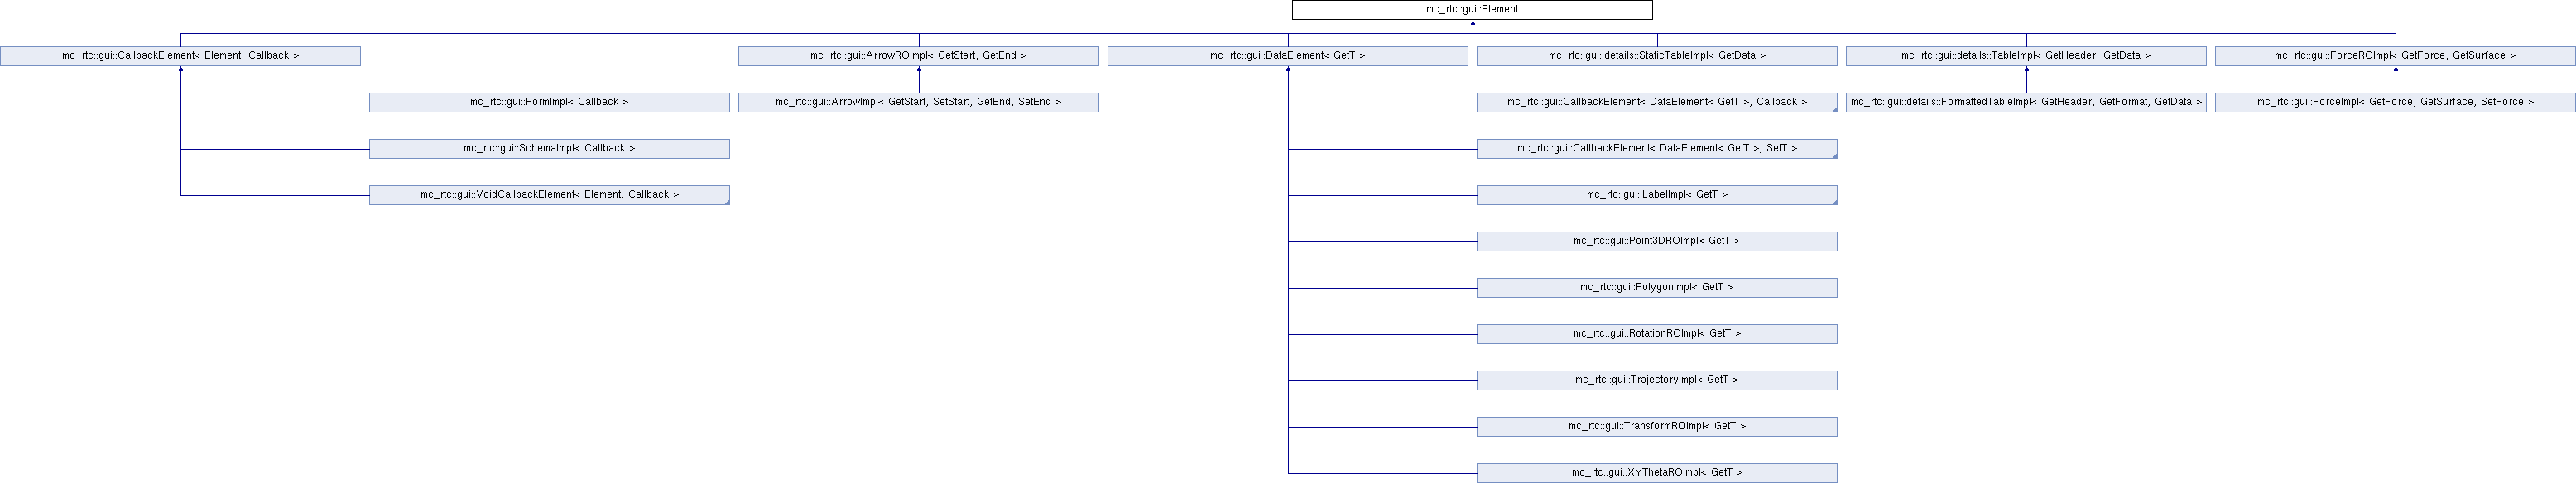 mc_rtc::gui::Element
mc_rtc::gui::CallbackElement< Element, Callback >
mc_rtc::gui::ArrowROImpl< GetStart, GetEnd >
mc_rtc::gui::DataElement< GetT >
mc_rtc::gui::details::StaticTableImpl< GetData >
mc_rtc::gui::details::TableImpl< GetHeader, GetData >
mc_rtc::gui::ForceROImpl< GetForce, GetSurface >
mc_rtc::gui::FormImpl< Callback >
mc_rtc::gui::ArrowImpl< GetStart, SetStart, GetEnd, SetEnd >
mc_rtc::gui::CallbackElement< DataElement< GetT >, Callback >
mc_rtc::gui::details::FormattedTableImpl< GetHeader, GetFormat, GetData >
mc_rtc::gui::ForceImpl< GetForce, GetSurface, SetForce >
mc_rtc::gui::SchemaImpl< Callback >
mc_rtc::gui::CallbackElement< DataElement< GetT >, SetT >
mc_rtc::gui::VoidCallbackElement< Element, Callback >
mc_rtc::gui::LabelImpl< GetT >
mc_rtc::gui::Point3DROImpl< GetT >
mc_rtc::gui::PolygonImpl< GetT >
mc_rtc::gui::RotationROImpl< GetT >
mc_rtc::gui::TrajectoryImpl< GetT >
mc_rtc::gui::TransformROImpl< GetT >
mc_rtc::gui::XYThetaROImpl< GetT >